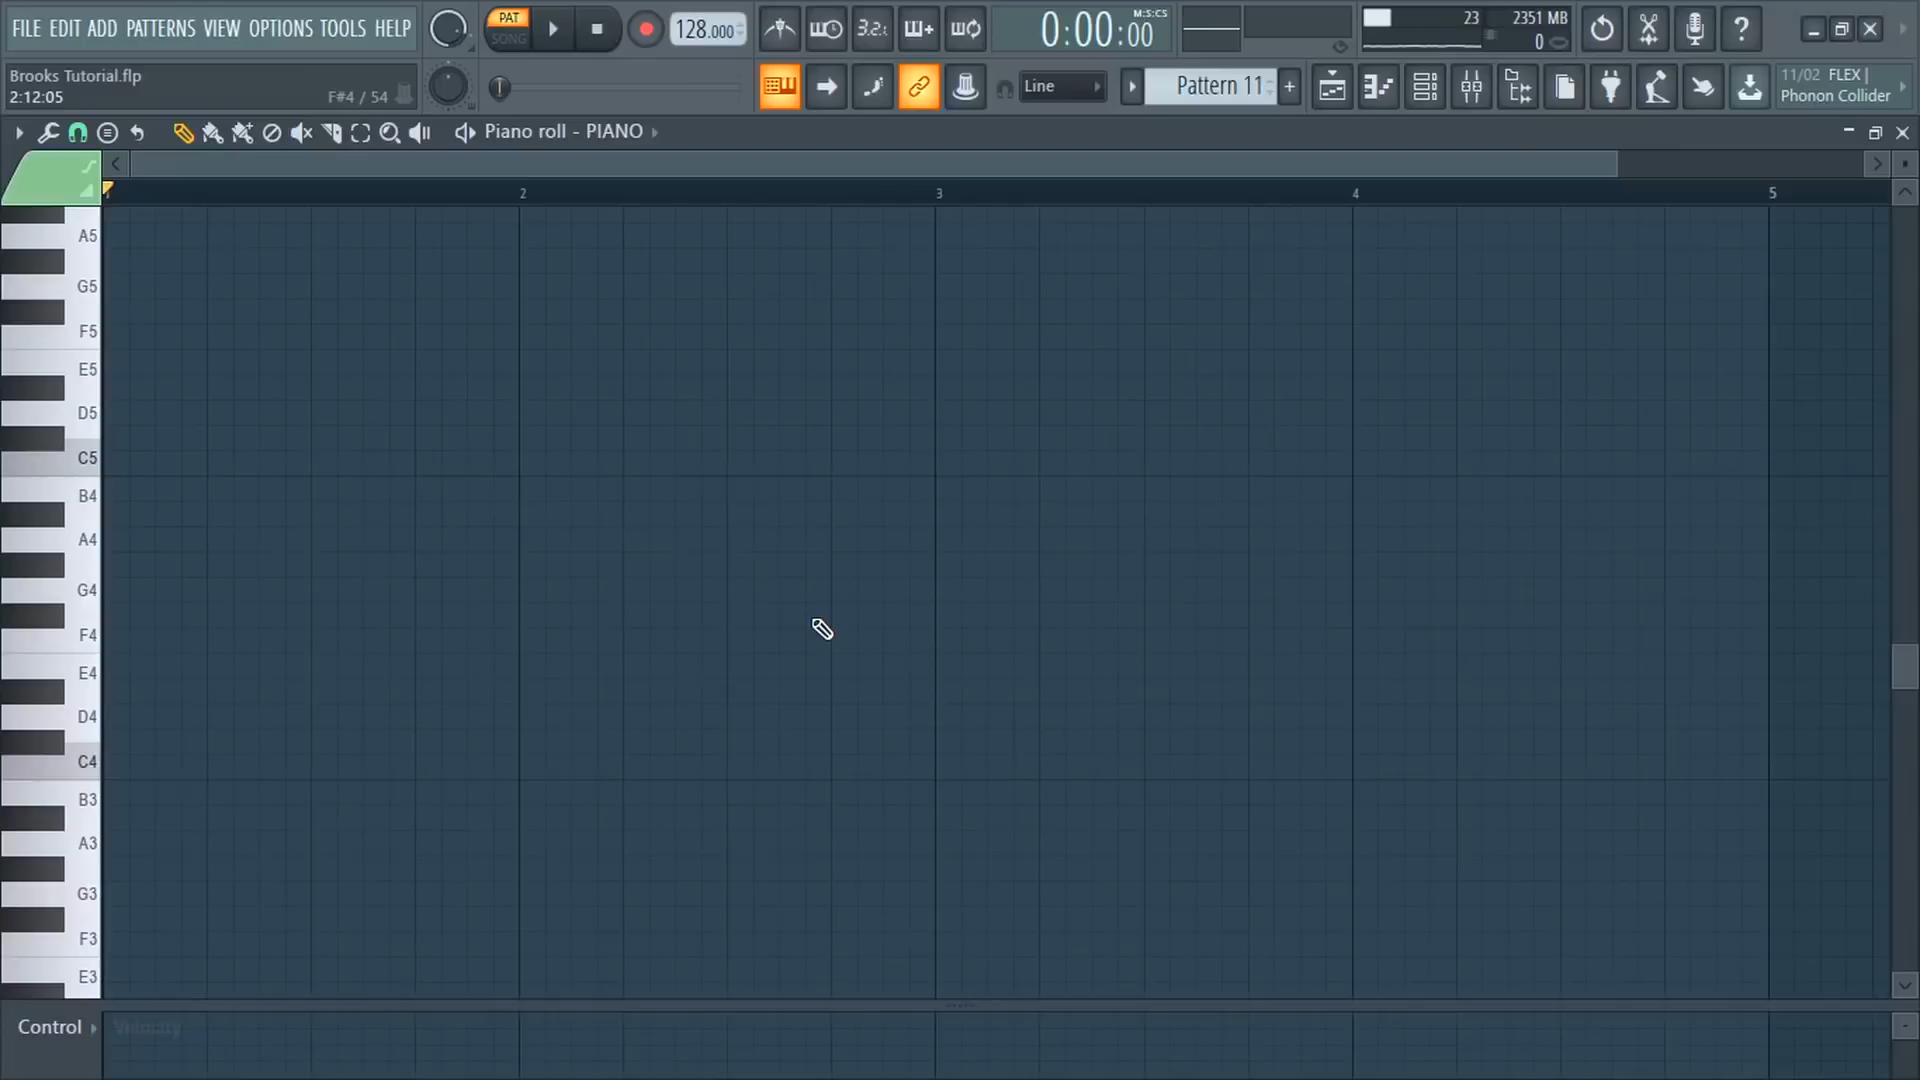 FILE EDIT ADD PATTERNS VIEW OPTIONS TOOLS HELP
PAT
SONG
128.000
3.2.
0:00:00
M:S:CS
23
2351 MB
0
?
Brooks Tutorial.flp
2:12:05
F#4 / 54
Line
Pattern 11
+
11/02 FLEX |
Phonon Collider
Piano roll - PIANO
2
3
4
5
A5
G5
F5
E5
D5
C5
B4
A4
G4
F4
E4
D4
C4
B3
A3
G3
F3
E3
Control
Velocity